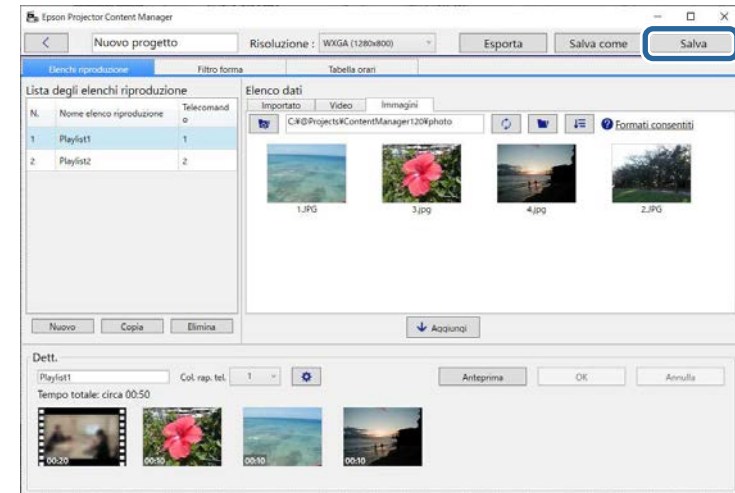 Epson Projector Content Manager
Nuovo progetto
Risoluzione : WXGA (1280x800)
Esporta
Salva come
Salva
Elenchi riproduzione
Filtro forma
Tabella orari
Lista degli elenchi riproduzione
N.
Nome elenco riproduzione
Telecomand
o
1 Playlist1 1
2 Playlist2 2
Nuovo
Copia
Elimina
Elenco dati
Importato
Video
Immagini
C:¥@Projects¥ContentManager120¥photo
Formati consentiti
1.JPG
3.jpg
4.jpg
2.JPG
Aggiungi
Dett.
Playlist1
Col. rap. tel.
1
Anteprima
OK
Annulla
Tempo totale: circa 00:50
00:20
00:10
00:10
00:10